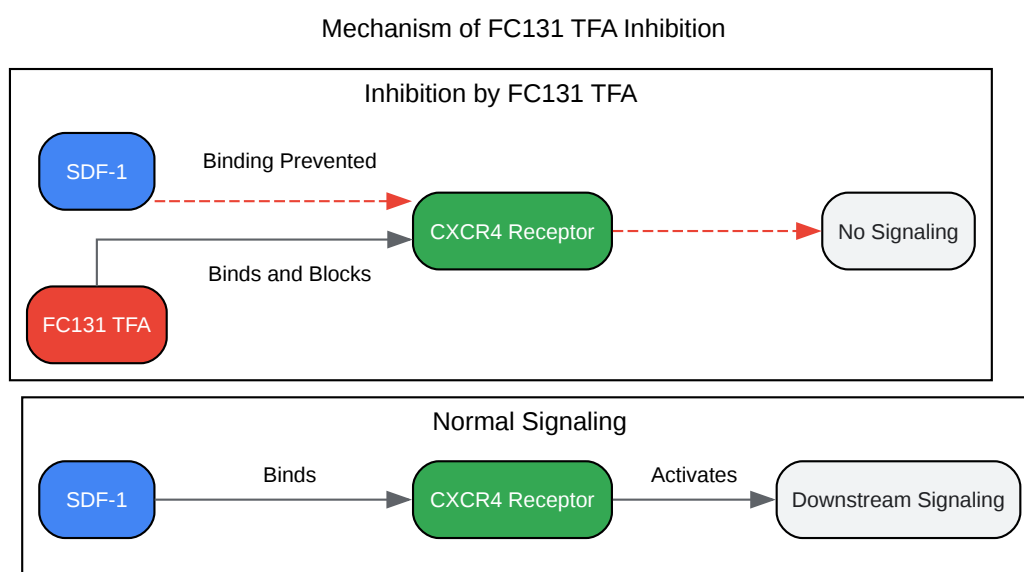 Mechanism of FC131 TFA Inhibition
Inhibition by FC131 TFA
SDF-1
Binding Prevented
CXCR4 Receptor
No Signaling
Binds and Blocks
FC131 TFA
Normal Signaling
SDF-1
Binds
CXCR4 Receptor
Activates
Downstream Signaling